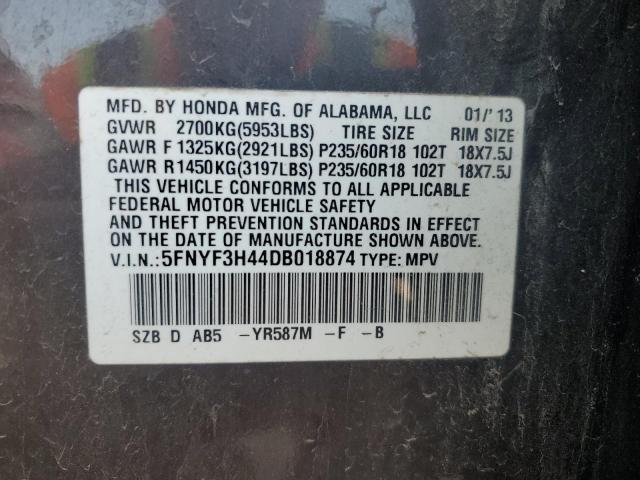 MFD. BY HONDA MFG. OF ALABAMA, LLC 01/'13
GVWR 2700KG(5953LBS) TIRE SIZE RIM SIZE
GAWR F 1325KG(2921LBS) P235/60R18 102T 18X7.5J
GAWR R1450KG(3197LBS) P235/60R18 102T 18X7.5J
THIS VEHICLE CONFORMS TO ALL APPLICABLE
FEDERAL MOTOR VEHICLE SAFETY
AND THEFT PREVENTION STANDARDS IN EFFECT
ON THE DATE OF MANUFACTURE SHOWN ABOVE.
V.I.N.: 5FNYF3H44DB018874 TYPE: MPV
SZB D AB5 -YR587M -F -B